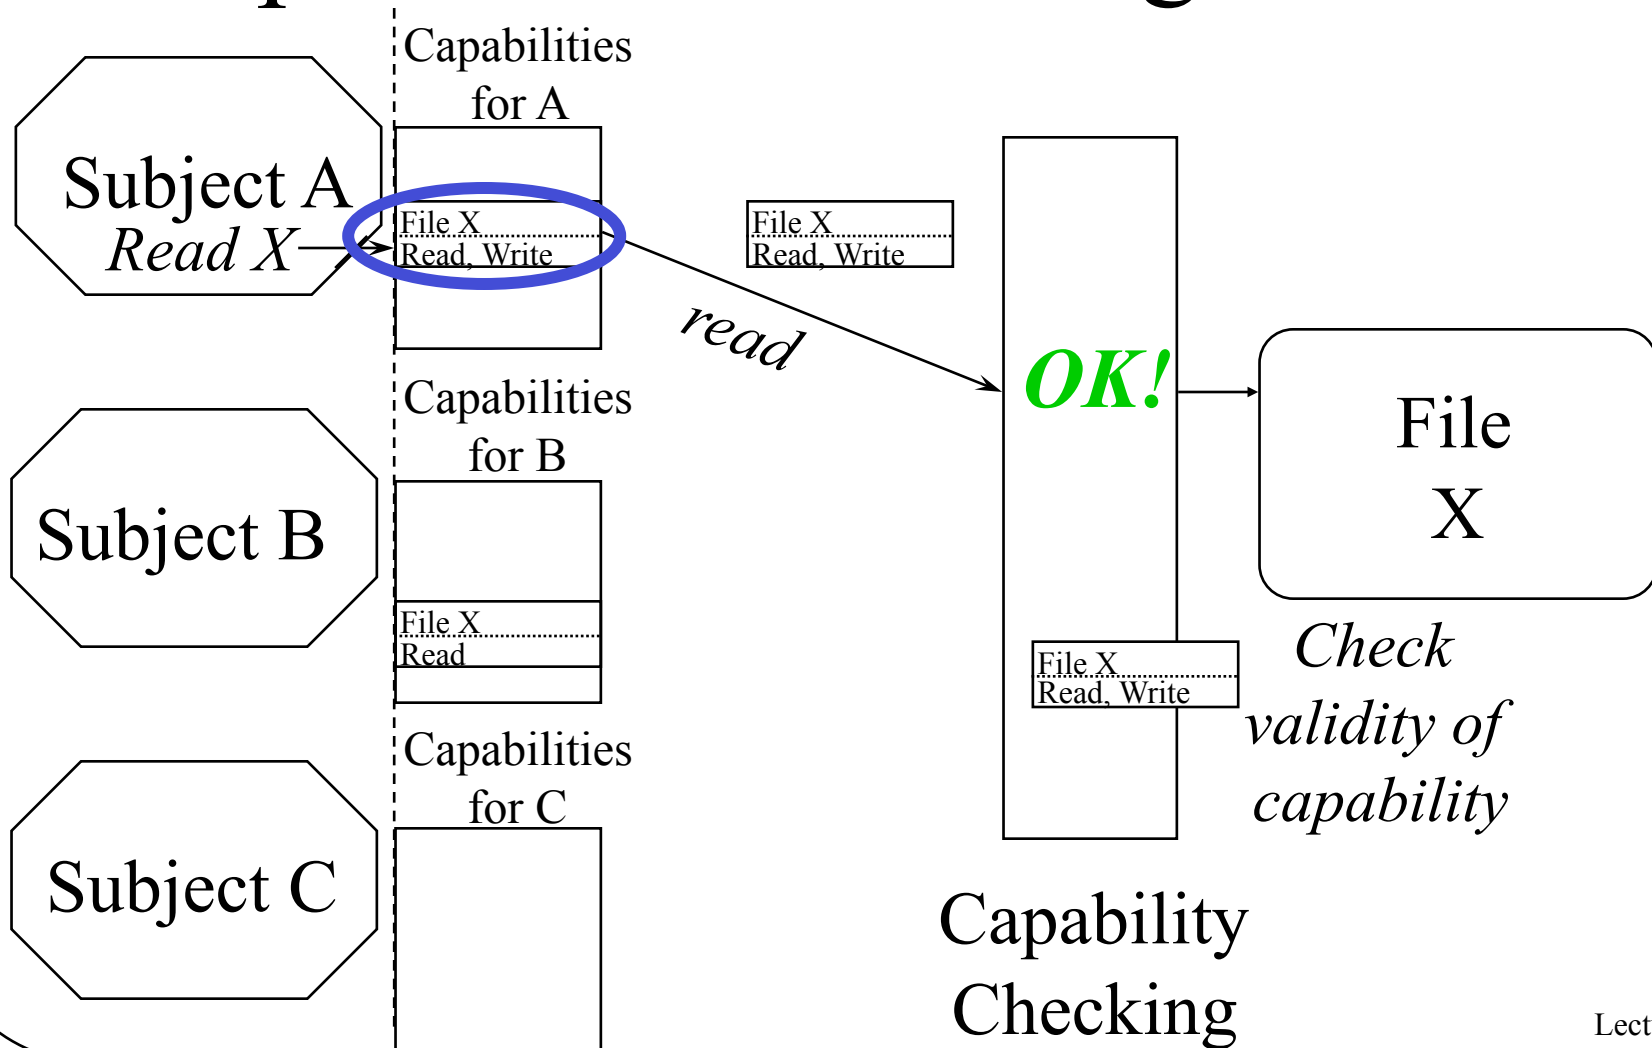 Capabilities
for A
Subject A
Read X
File X
Read, Write
File X
Read, Write
read
OK!
File
X
Capabilities
for B
Subject B
File X
Read
File X
Read, Write
Check
validity of
capability
Capabilities
for C
Subject C
Capability
Checking
Lect